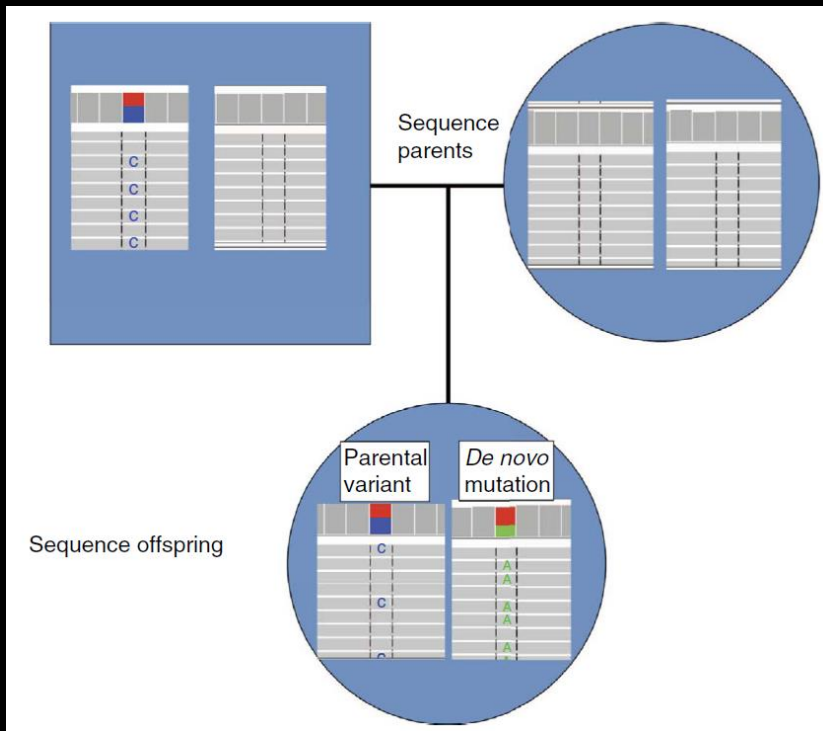 C
C
C
C
Sequence
parents
Parental
variant
De novo
mutation
Sequence offspring
C
C
C
A
A
A
A
A